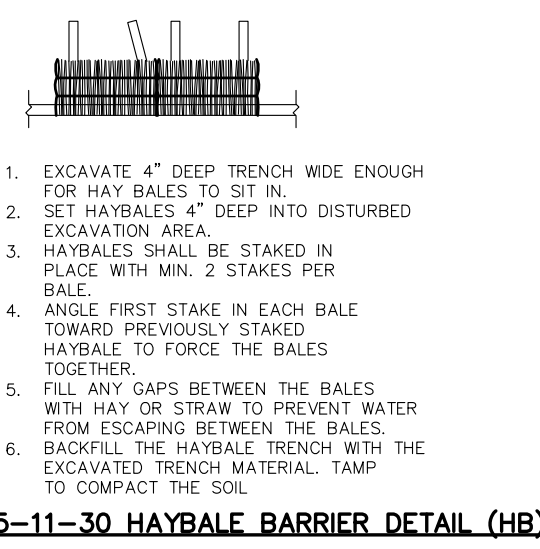 1. EXCAVATE 4" DEEP TRENCH WIDE ENOUGH
FOR HAY BALES TO SIT IN.
2. SET HAYBALES 4" DEEP INTO DISTURBED
EXCAVATION AREA.
3. HAYBALES SHALL BE STAKED IN
PLACE WITH MIN. 2 STAKES PER
BALE.
4. ANGLE FIRST STAKE IN EACH BALE
TOWARD PREVIOUSLY STAKED
HAYBALE TO FORCE THE BALES
TOGETHER.
5. FILL ANY GAPS BETWEEN THE BALES
WITH HAY OR STRAW TO PREVENT WATER
FROM ESCAPING BETWEEN THE BALES.
6. BACKFILL THE HAYBALE TRENCH WITH THE
EXCAVATED TRENCH MATERIAL. TAMP
TO COMPACT THE SOIL
5-11-30 HAYBALE BARRIER DETAIL (HB)